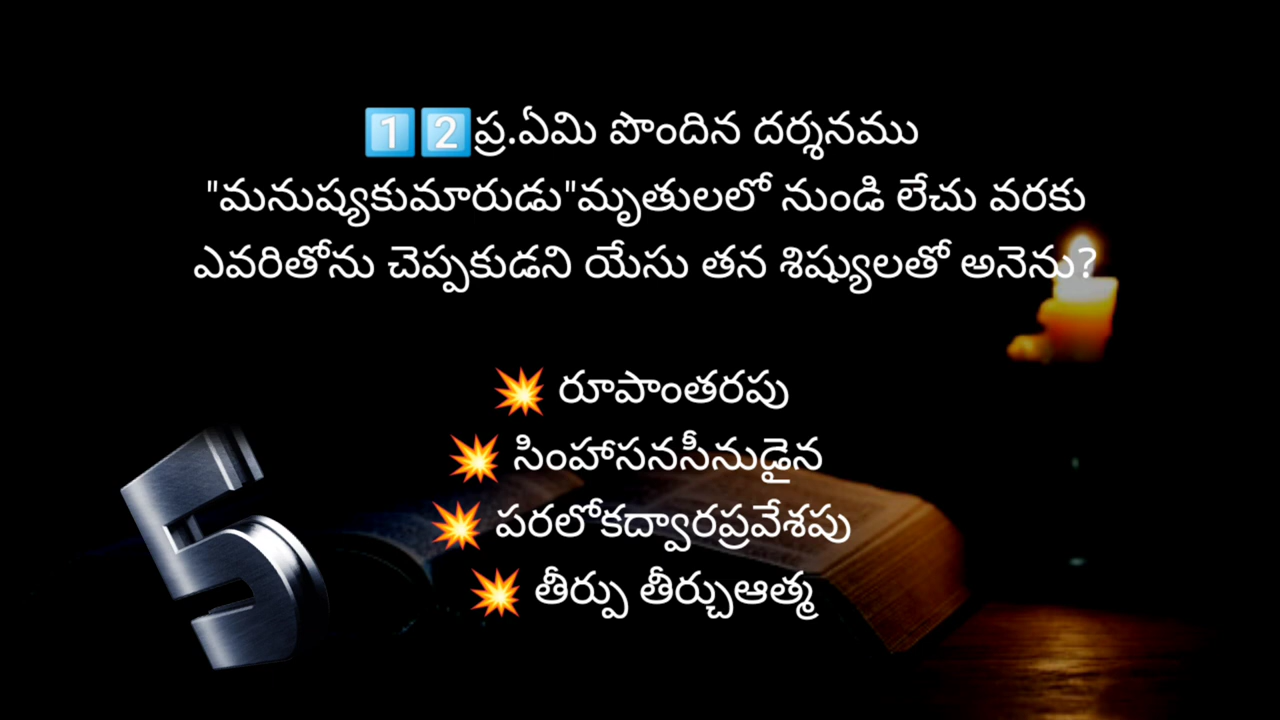 1️⃣2️⃣ప్ర.ఏమి పొందిన దర్శనము
"మనుష్యకుమారుడు"మృతులలో నుండి లేచు వరకు
ఎవరితోను చెప్పకుడని యేసు తన శిష్యులతో అనెను?
💥 రూపాంతరపు
💥 సింహాసనసీనుడైన
💥 పరలోకద్వారప్రవేశపు
💥 తీర్పు తీర్చుఆత్మ
5